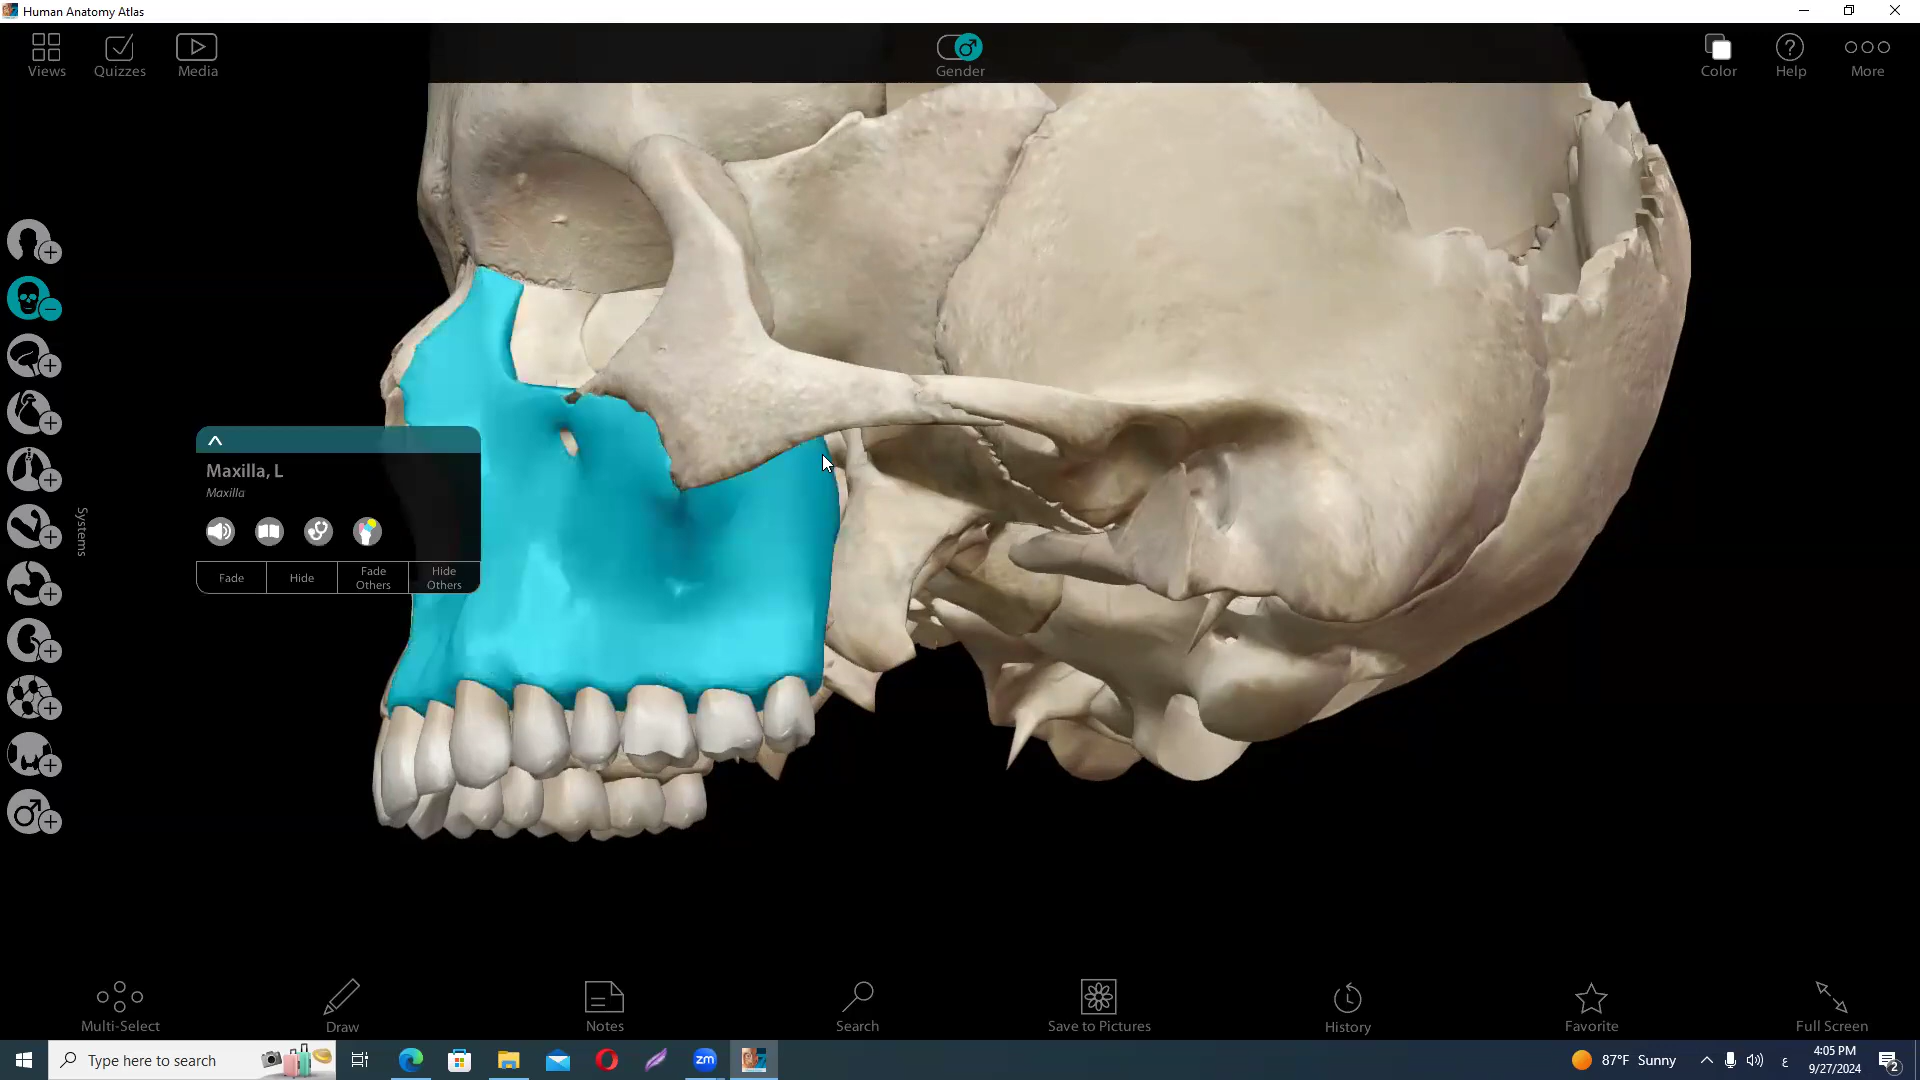 Human Anatomy Atlas
Views
Quizzes
Media
Gender
Color
Help
More
Systems
Maxilla, L
Maxilla
Fade
Hide
Fade
Others
Hide
Others
Multi-Select
Draw
Notes
Search
Save to Pictures
History
Favorite
Full Screen
Type here to search
zm
87°F Sunny
ع
4:05 PM
9/27/2024
2